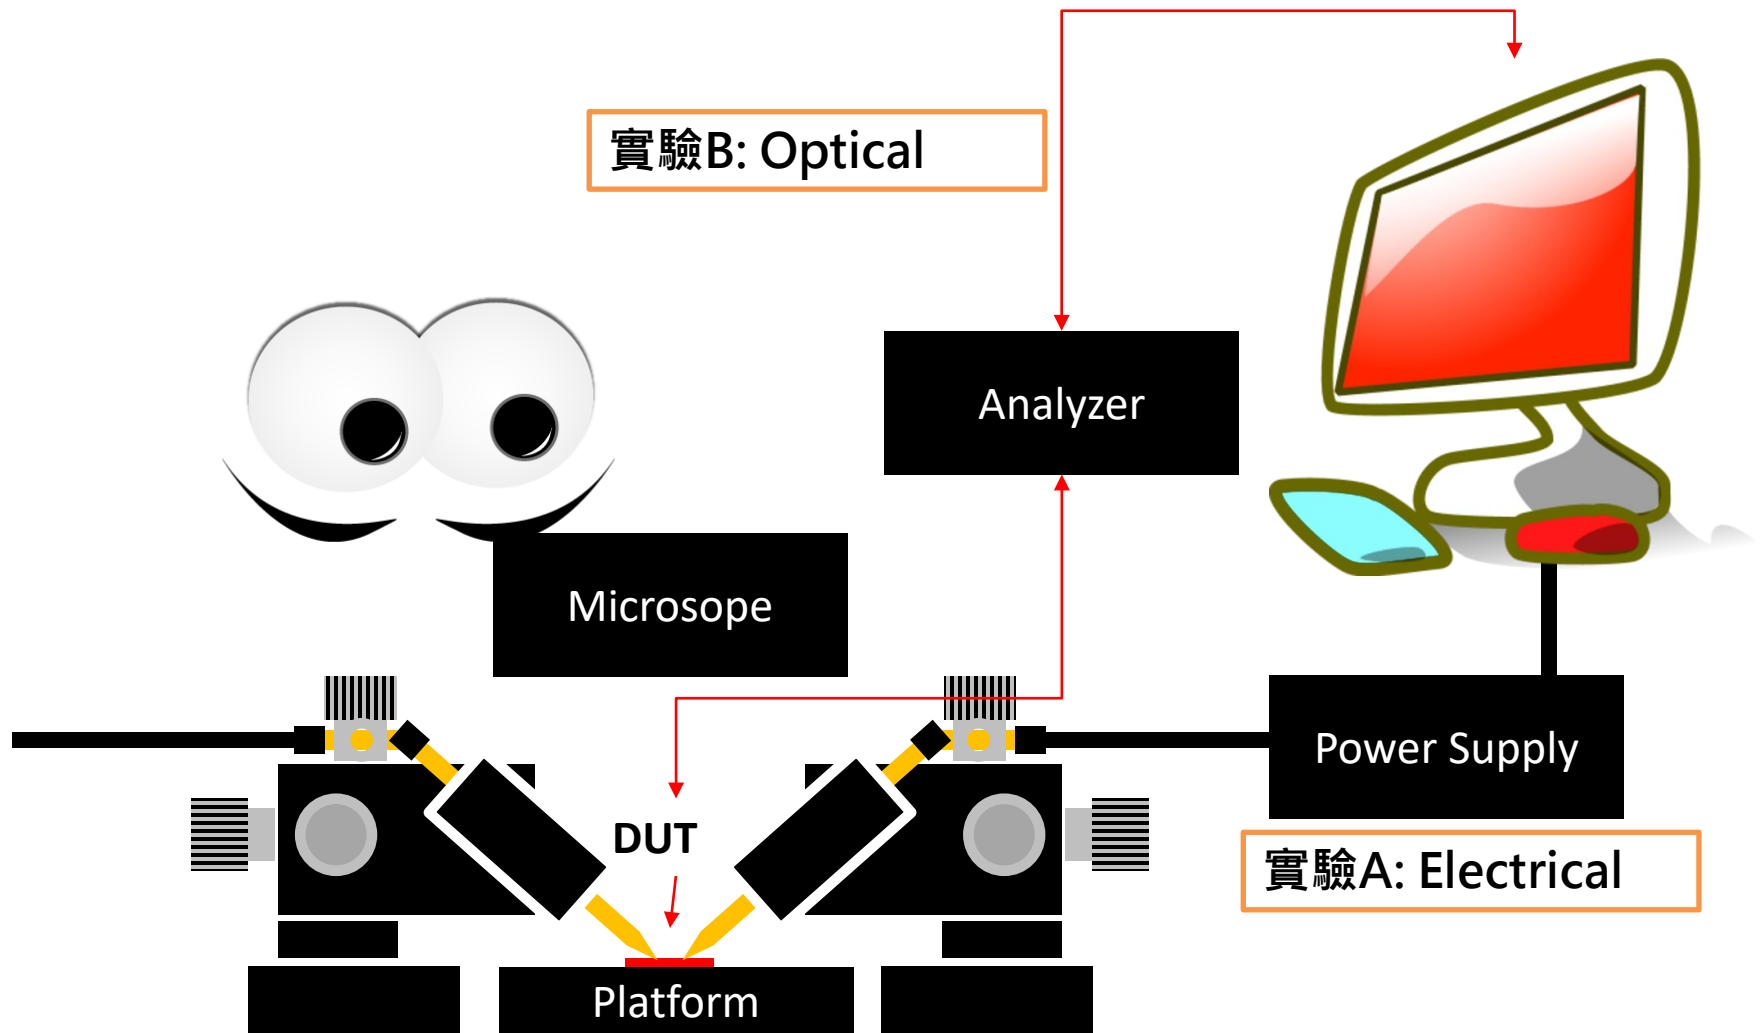 實驗B: Optical
Analyzer
Microsope
Power Supply
DUT
實驗A: Electrical
Platform